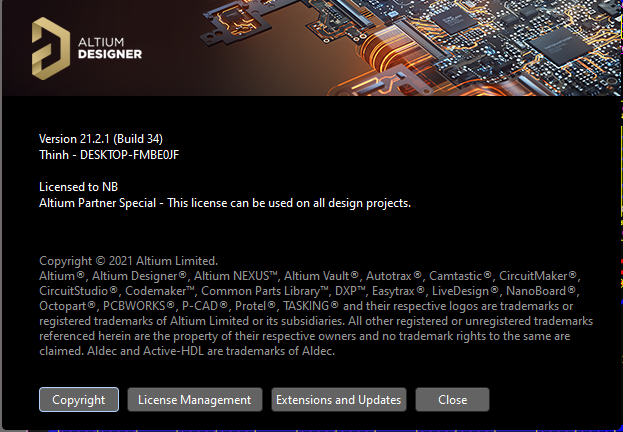 ALTIUM
DESIGNER
Version 21.2.1 (Build 34)
Thinh - DESKTOP-FMBE0JF
Licensed to NB
Altium Partner Special - This license can be used on all design projects.
Copyright © 2021 Altium Limited.
Altium®, Altium Designer®, Altium NEXUS™, Altium Vault®, Autotrax®, Camtastic®, CircuitMaker®,
CircuitStudio®, Codemaker™, Common Parts Library™, DXP™, Easytrax®, LiveDesign®, NanoBoard®,
Octopart®, PCBWORKS®, P-CAD®, Protel®, TASKING® and their respective logos are trademarks or
registered trademarks of Altium Limited or its subsidiaries. All other registered or unregistered trademarks
referenced herein are the property of their respective owners and no trademark rights to the same are
claimed. Aldec and Active-HDL are trademarks of Aldec.
Copyright License Management Extensions and Updates Close